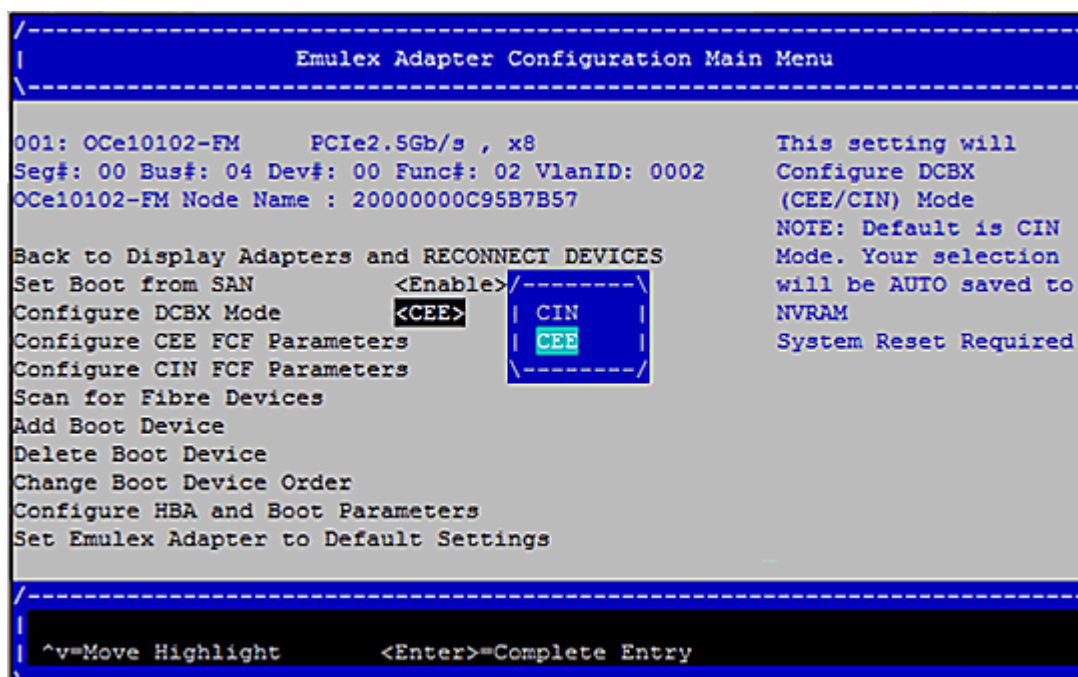 /---------------------------------------------------------------------------
|                   Emulex Adapter Configuration Main Menu
\---------------------------------------------------------------------------
001: OCe10102-FM     PCIe2.5Gb/s , x8
Seg#: 00 Bus#: 04 Dev#: 00 Func#: 02 VlanID: 0002
OCe10102-FM Node Name : 20000000C95B7B57
Back to Display Adapters and RECONNECT DEVICES
Set Boot from SAN          <Enable>
Configure DCBX Mode        <CEE>
Configure CEE FCF Parameters
Configure CIN FCF Parameters
Scan for Fibre Devices
Add Boot Device
Delete Boot Device
Change Boot Device Order
Configure HBA and Boot Parameters
Set Emulex Adapter to Default Settings
/--------\
| CIN    |
| CEE    |
\--------/
This setting will
Configure DCBX
(CEE/CIN) Mode
NOTE: Default is CIN
Mode. Your selection
will be AUTO saved to
NVRAM
System Reset Required
/---------------------------------------------------------------------------
|
| ^v=Move Highlight       <Enter>=Complete Entry